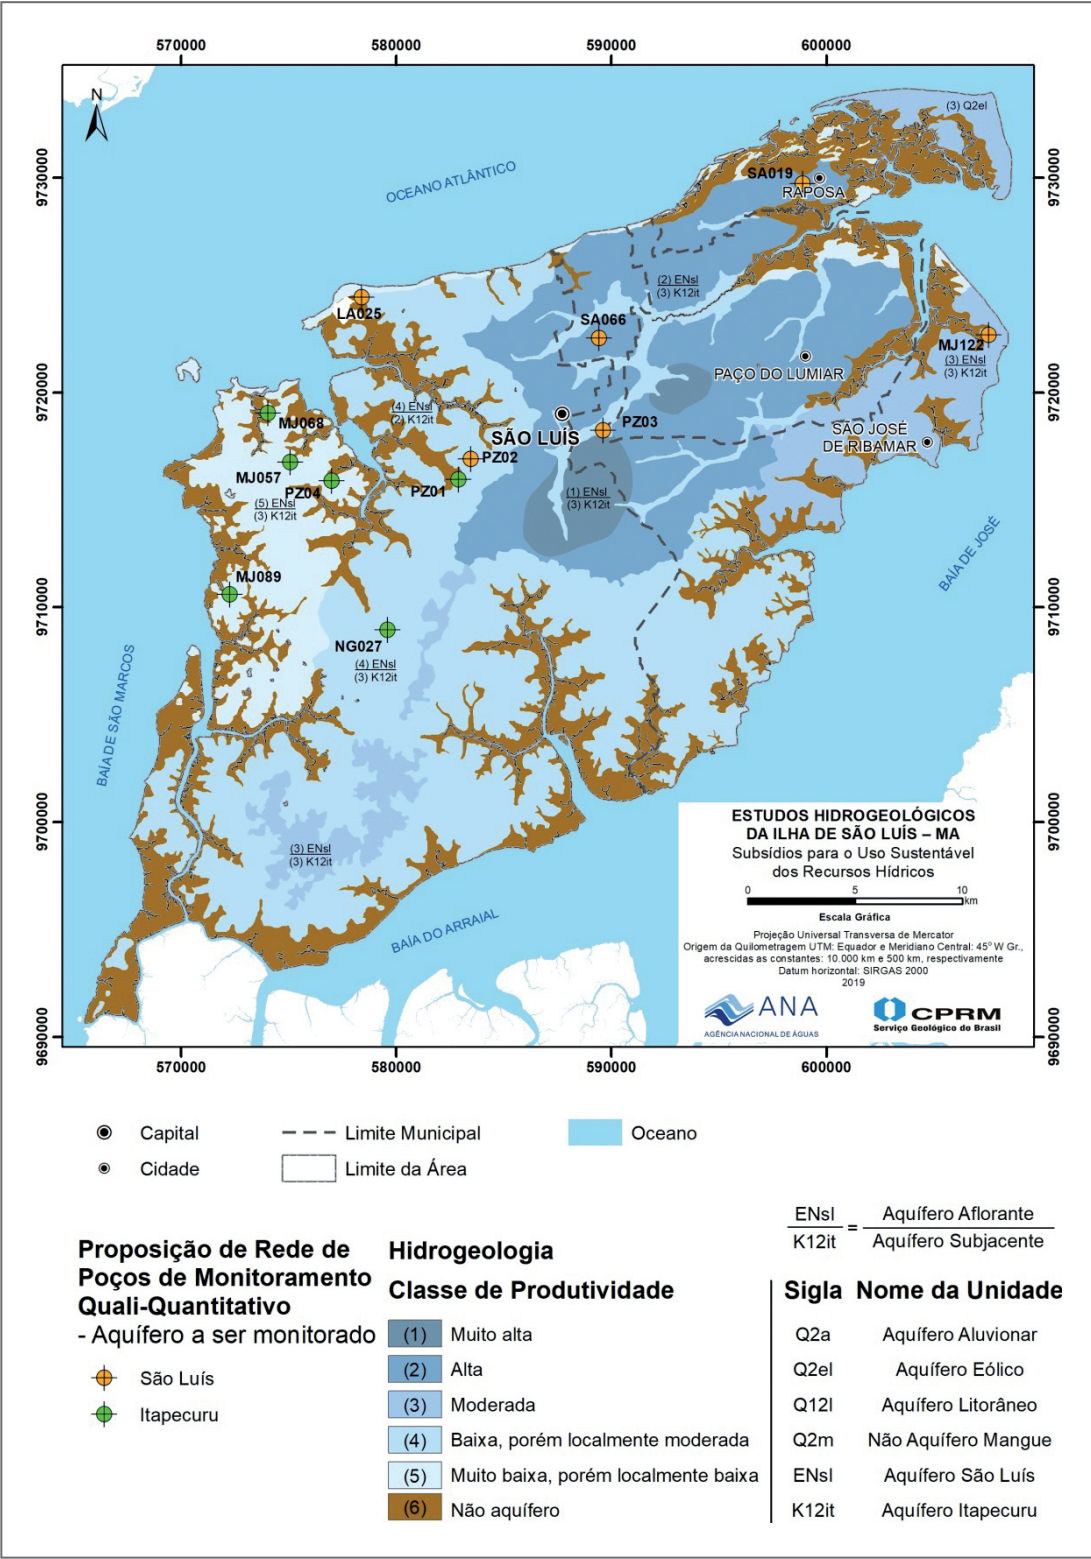 570000
580000
590000
600000
N
(3) Q2el
9730000
9730000
OCEANO ATLÂNTICO
SA019
RAPOSA
(2) ENsl
(3) K12it
LA025
SA066
MJ122
(3) ENsl
(3) K12it
PAÇO DO LUMIAR
9720000
9720000
(4) ENsl
(2) K12it
MJ068
SÃO LUÍS
PZ03
SÃO JOSÉ
DE RIBAMAR
PZ02
MJ057
PZ04
PZ01
(1) ENsl
(3) K12it
(5) ENsl
(3) K12it
BAÍA DE JOSÉ
MJ089
9710000
9710000
NG027
(4) ENsl
(3) K12it
BAÍA DE SÃO MARCOS
9700000
9700000
(3) ENsl
(3) K12it
BAÍA DO ARRAIAL
ESTUDOS HIDROGEOLÓGICOS
DA ILHA DE SÃO LUÍS – MA
Subsídios para o Uso Sustentável
dos Recursos Hídricos
0 5 10
km
Escala Gráfica
Projeção Universal Transversa de Mercator
Origem da Quilometragem UTM: Equador e Meridiano Central: 45° W Gr.,
acrescidas as constantes: 10.000 km e 500 km, respectivamente
Datum horizontal: SIRGAS 2000
2019
ANA
AGÊNCIA NACIONAL DE ÁGUAS
CPRM
Serviço Geológico do Brasil
9690000
9690000
570000
580000
590000
600000
Capital
Limite Municipal
Oceano
Cidade
Limite da Área
ENsl = Aquífero Aflorante
K12it Aquífero Subjacente
Proposição de Rede de
Poços de Monitoramento
Quali-Quantitativo
- Aquífero a ser monitorado
São Luís
Itapecuru
Hidrogeologia
Classe de Produtividade
(1) Muito alta
(2) Alta
(3) Moderada
(4) Baixa, porém localmente moderada
(5) Muito baixa, porém localmente baixa
(6) Não aquífero
Sigla Nome da Unidade
Q2a Aquífero Aluvionar
Q2el Aquífero Eólico
Q12l Aquífero Litorâneo
Q2m Não Aquífero Mangue
ENsl Aquífero São Luís
K12it Aquífero Itapecuru